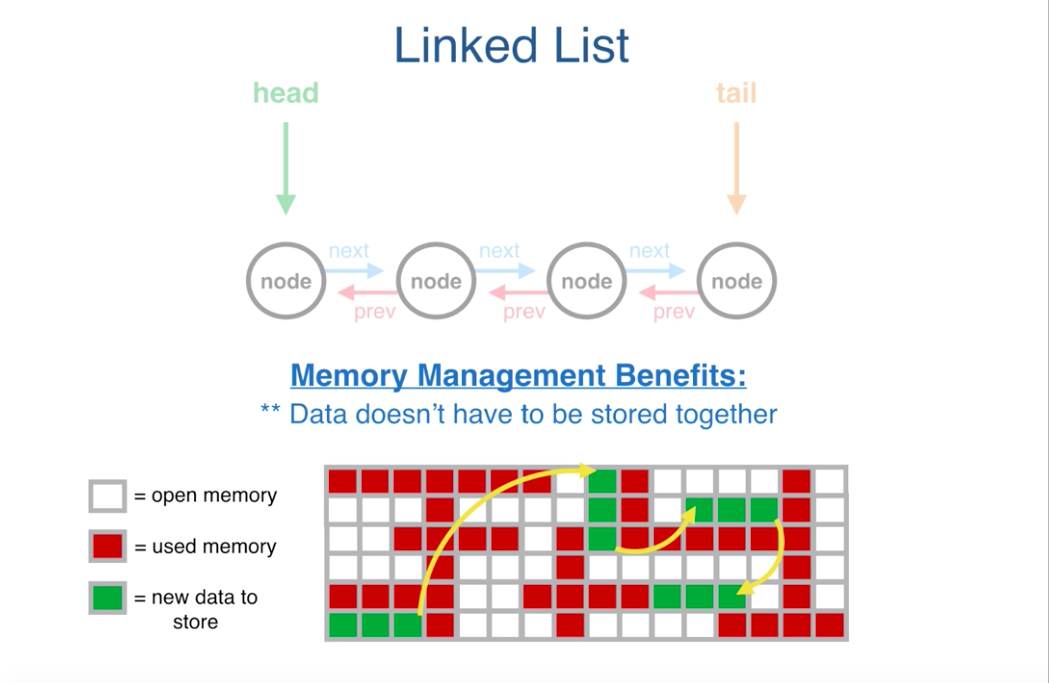 Linked List
head
tail
next
next
next
node
node
node
node
prev
prev
prev
Memory Management Benefits:
** Data doesn’t have to be stored together
= open memory
= used memory
= new data to
store